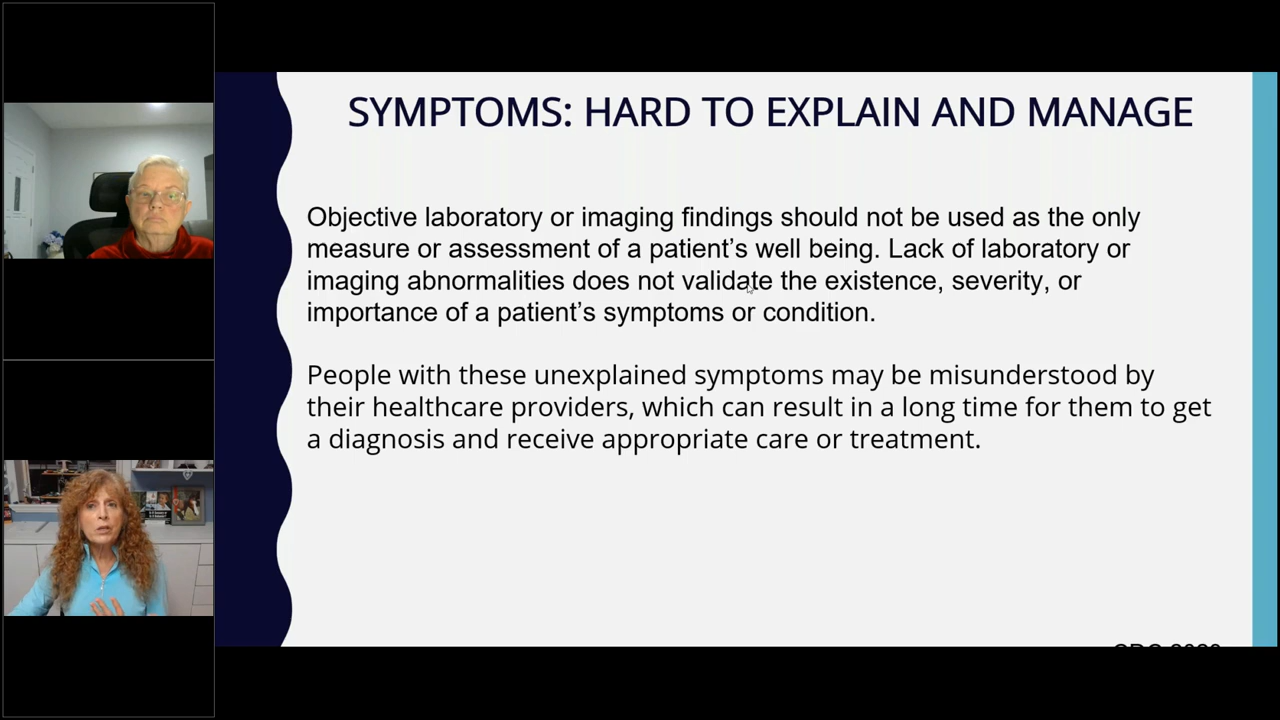 SYMPTOMS: HARD TO EXPLAIN AND MANAGE
Objective laboratory or imaging findings should not be used as the only
measure or assessment of a patient’s well being. Lack of laboratory or
imaging abnormalities does not validate the existence, severity, or
importance of a patient’s symptoms or condition.
People with these unexplained symptoms may be misunderstood by
their healthcare providers, which can result in a long time for them to get
a diagnosis and receive appropriate care or treatment.